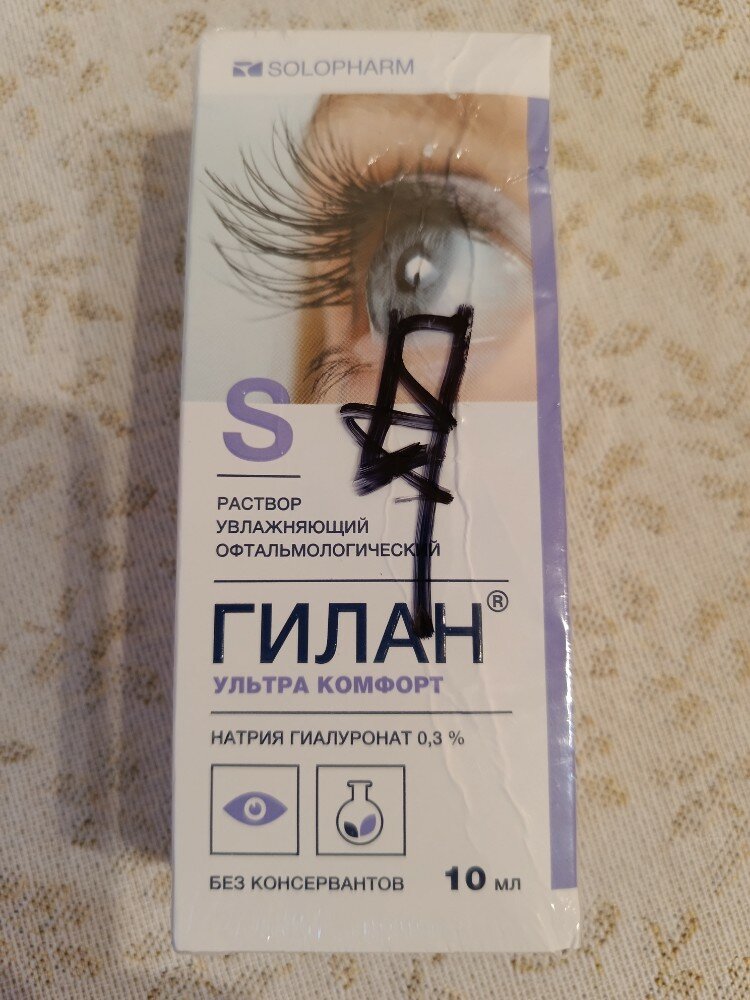 SOLOPHARM
S
РАСТВОР
УВЛАЖНЯЮЩИЙ
ОФТАЛЬМОЛОГИЧЕСКИЙ
ГИЛАН®
УЛЬТРА КОМФОРТ
НАТРИЯ ГИАЛУРОНАТ 0,3 %
БЕЗ КОНСЕРВАНТОВ 10 мл